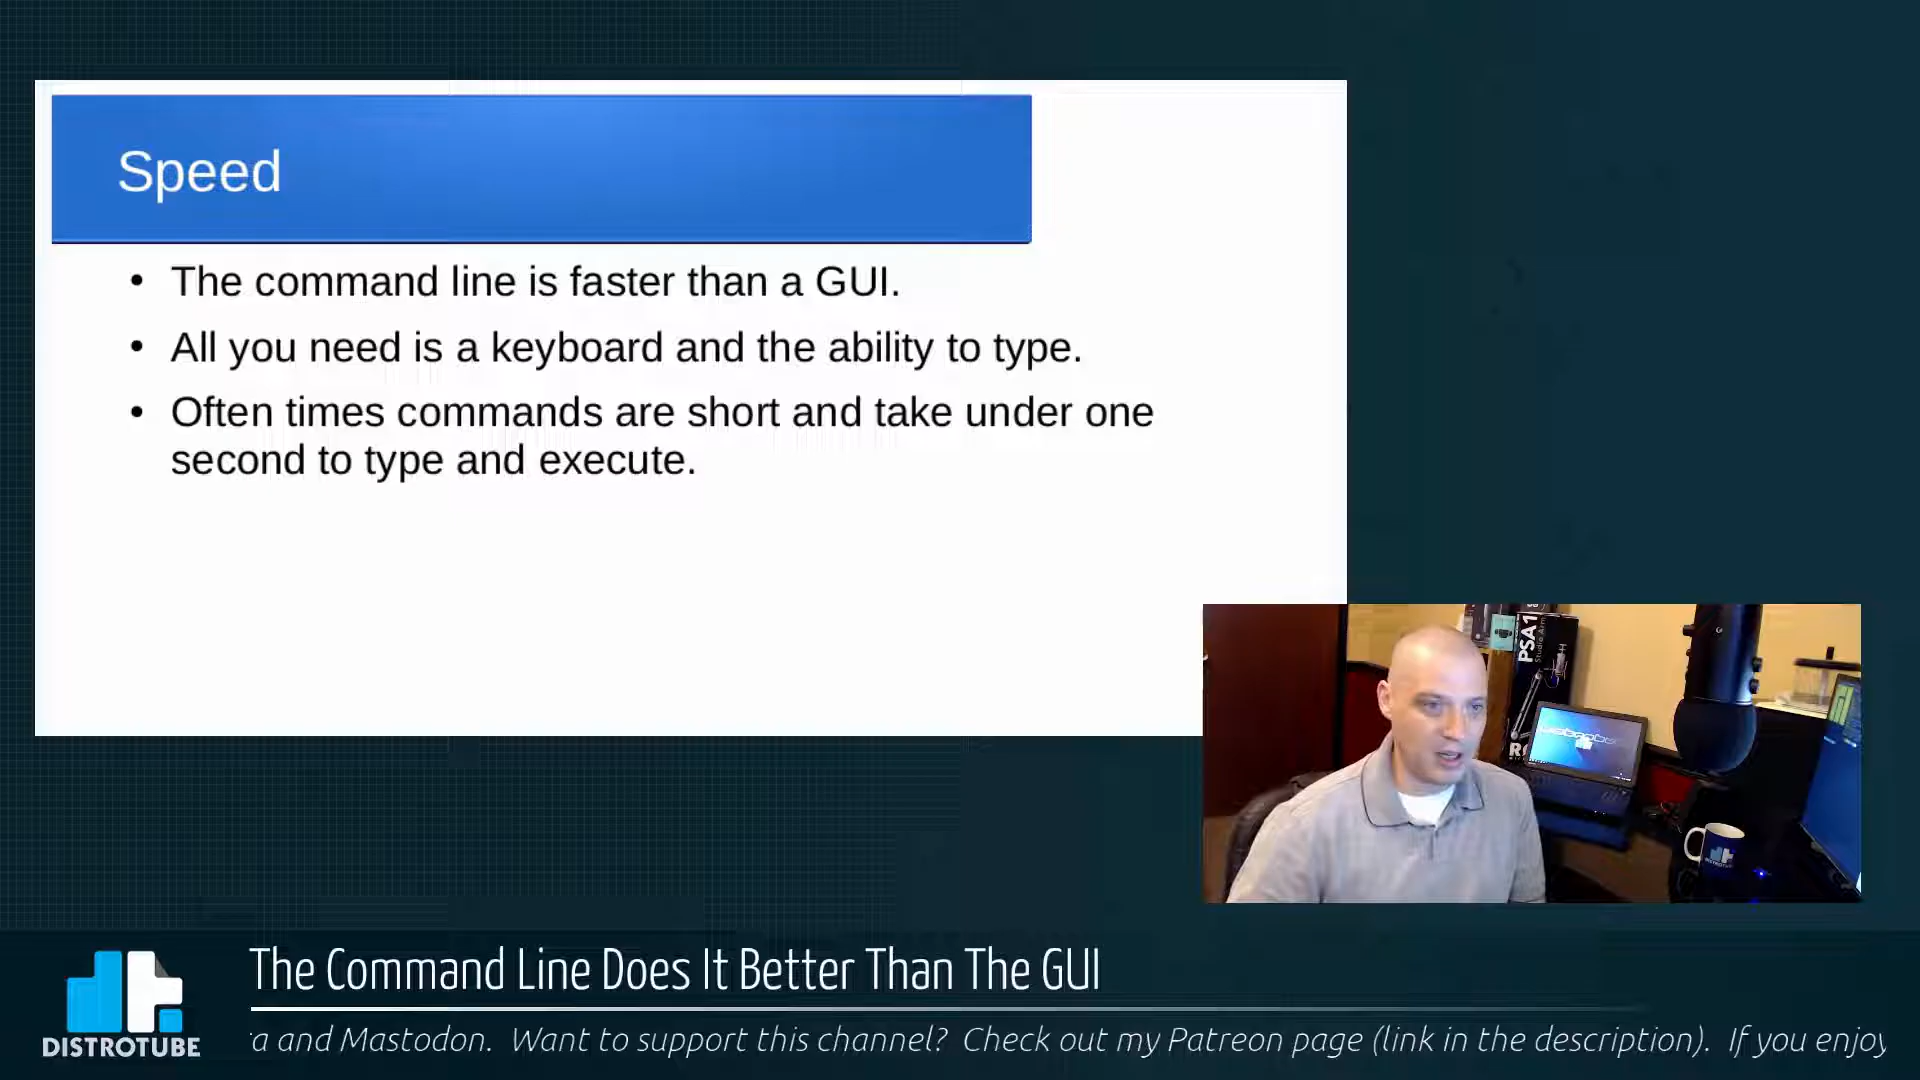 Speed
• The command line is faster than a GUI.
• All you need is a keyboard and the ability to type.
• Often times commands are short and take under one
second to type and execute.
PSA1
Studio Arm
The Command Line Does It Better Than The GUI
DISTROTUBE
a and Mastodon. Want to support this channel? Check out my Patreon page (link in the description). If you enjoy